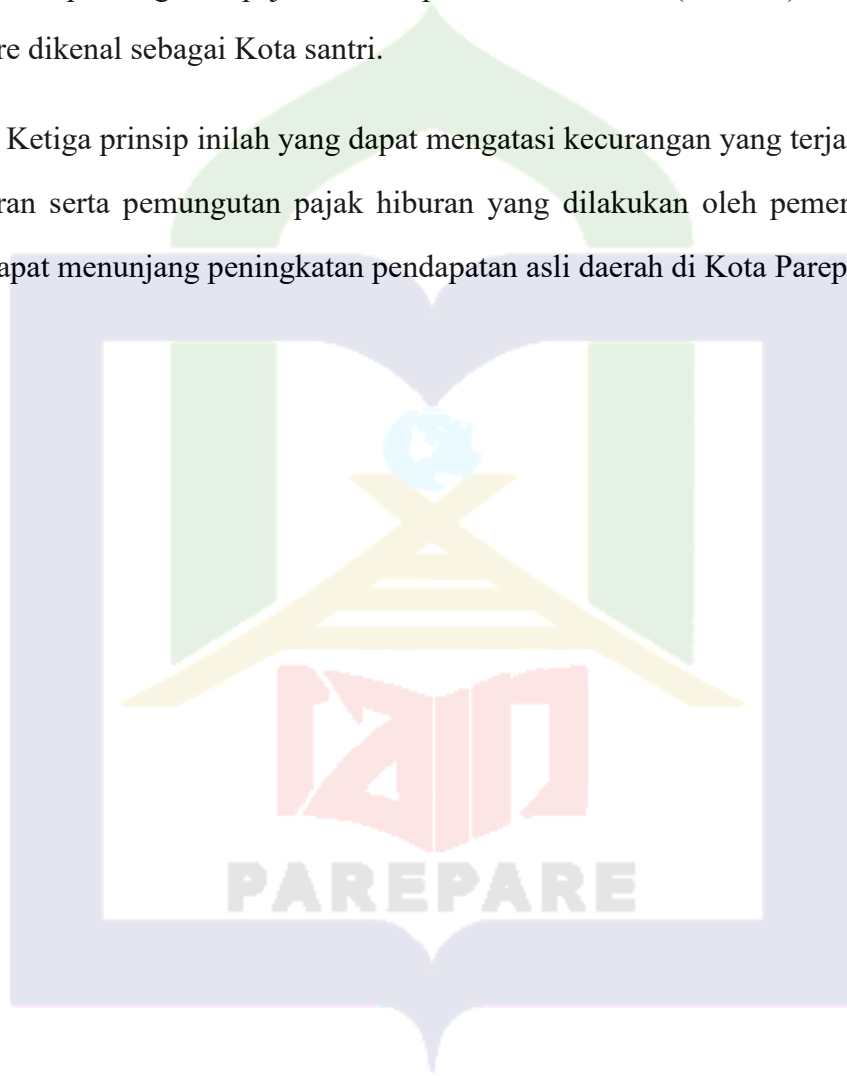 re dikenal sebagai Kota santri.
Ketiga prinsip inilah yang dapat mengatasi kecurangan yang terja
ran serta pemungutan pajak hiburan yang dilakukan oleh pemer
apat menunjang peningkatan pendapatan asli daerah di Kota Parep
iain
PAREPARE